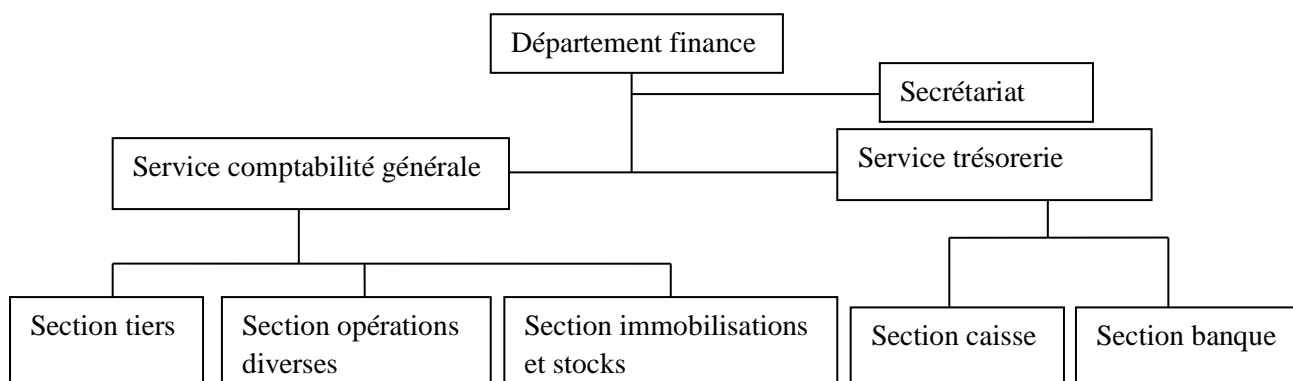 Département finance
Secrétariat
Service comptabilité générale
Service trésorerie
Section tiers
Section opérations
diverses
Section immobilisations
et stocks
Section caisse
Section banque